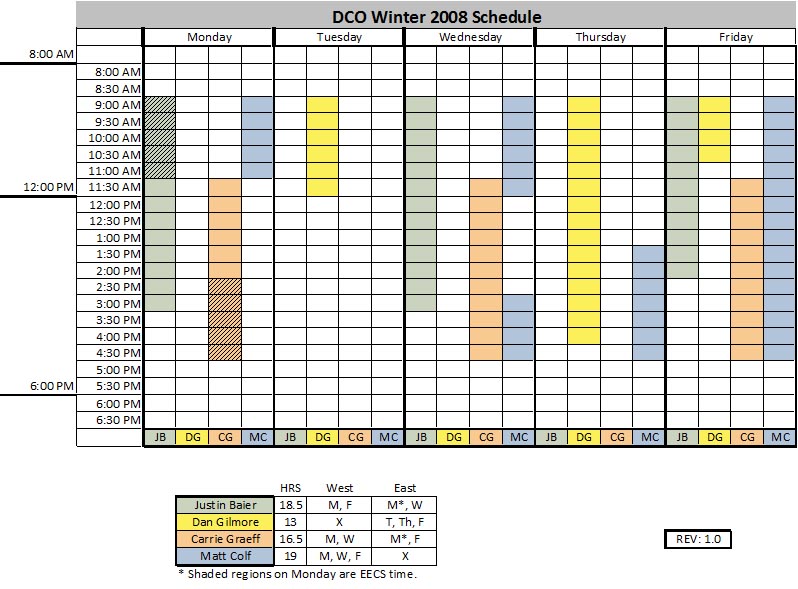 DCO Winter 2008 Schedule
Monday Tuesday Wednesday Thursday Friday
8:00 AM
8:00 AM
8:30 AM
9:00 AM
9:30 AM
10:00 AM
10:30 AM
11:00 AM
12:00 PM 11:30 AM
12:00 PM
12:30 PM
1:00 PM
1:30 PM
2:00 PM
2:30 PM
3:00 PM
3:30 PM
4:00 PM
4:30 PM
5:00 PM
6:00 PM 5:30 PM
6:00 PM
6:30 PM
JB DG CG MC JB DG CG MC JB DG CG MC JB DG CG MC JB DG CG MC
HRS West East
Justin Baier 18.5 M, F M*, W
Dan Gilmore 13 X T, Th, F
Carrie Graeff 16.5 M, W M*, F
Matt Colf 19 M, W, F X
* Shaded regions on Monday are EECS time.
REV: 1.0